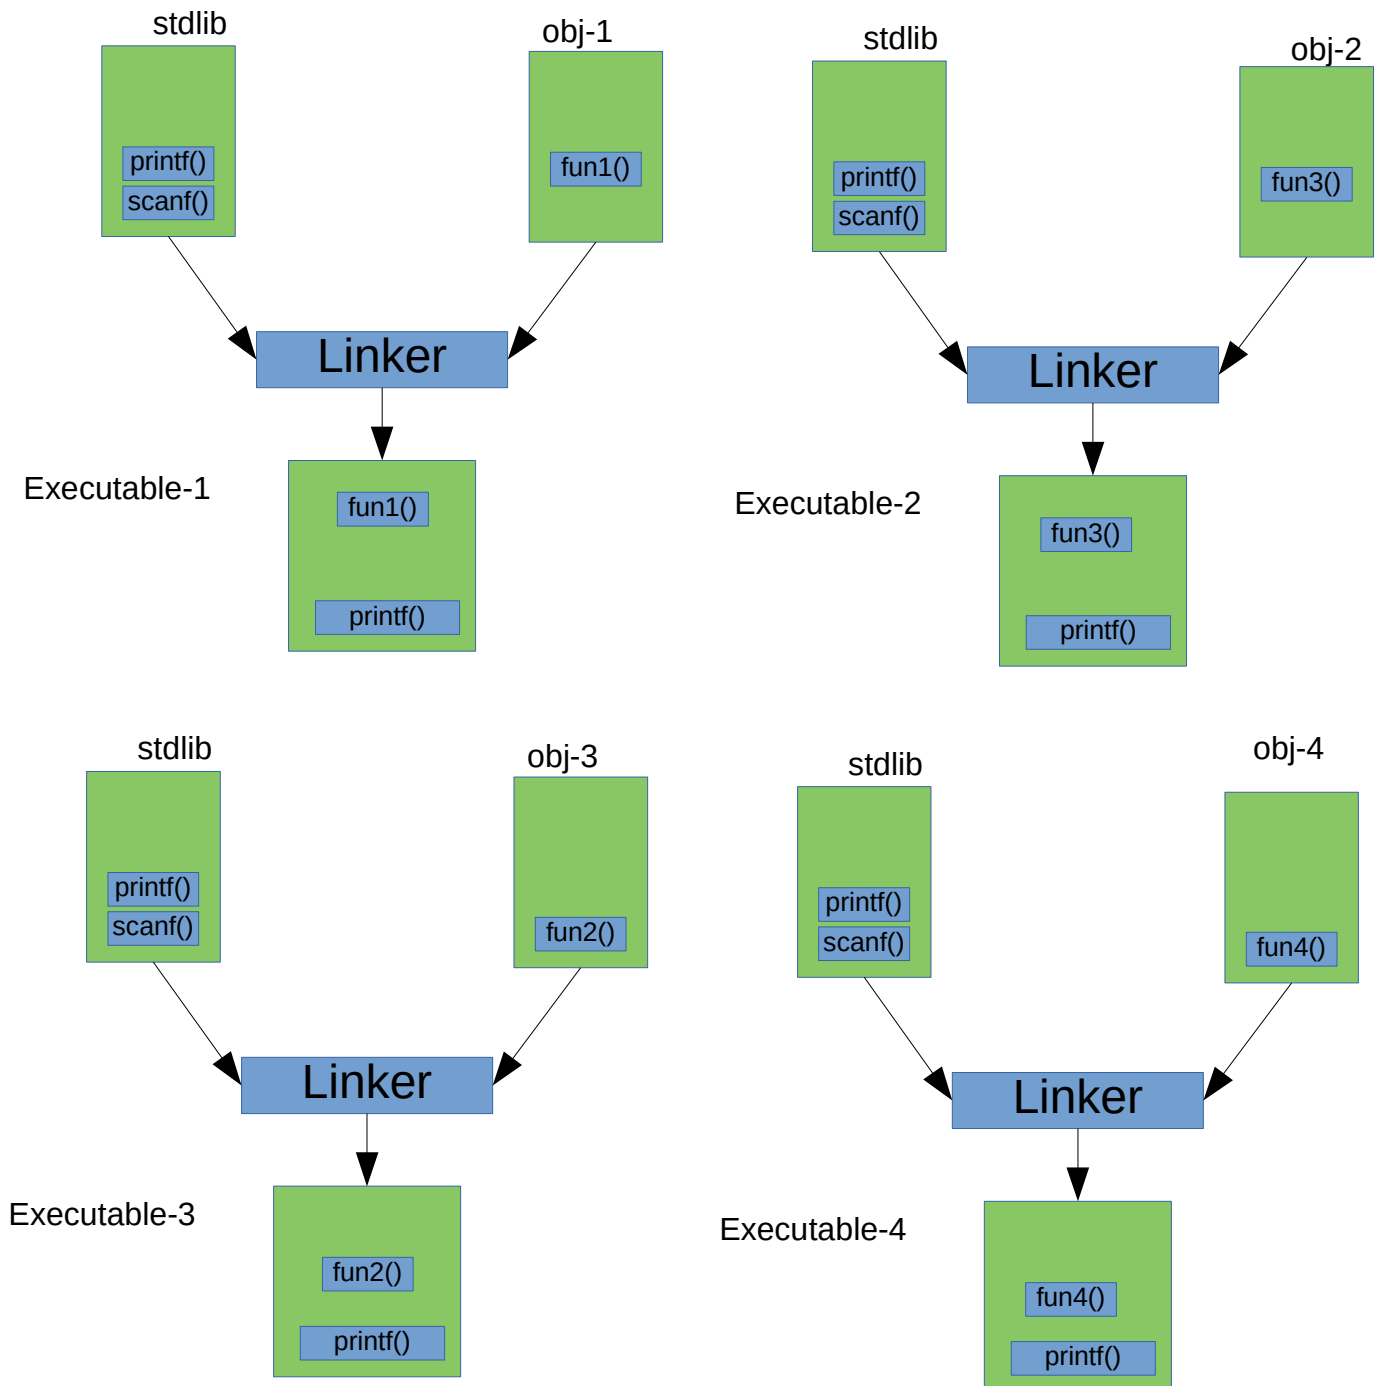 stdlib
printf()
scanf()
obj-1
fun1()
Linker
Executable-1
fun1()
printf()
stdlib
printf()
scanf()
obj-2
fun3()
Linker
Executable-2
fun3()
printf()
stdlib
printf()
scanf()
obj-3
fun2()
Linker
Executable-3
fun2()
printf()
stdlib
printf()
scanf()
obj-4
fun4()
Linker
Executable-4
fun4()
printf()